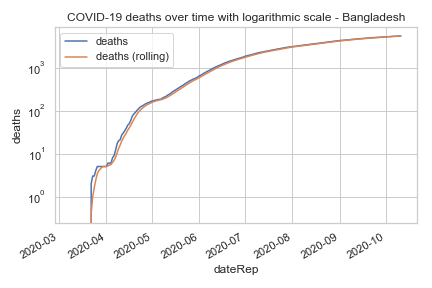 COVID-19 deaths over time with logarithmic scale - Bangladesh
deaths
deaths (rolling)
10³
10²
10¹
10⁰
deaths
2020-03
2020-04
2020-05
2020-06
2020-07
2020-08
2020-09
2020-10
dateRep